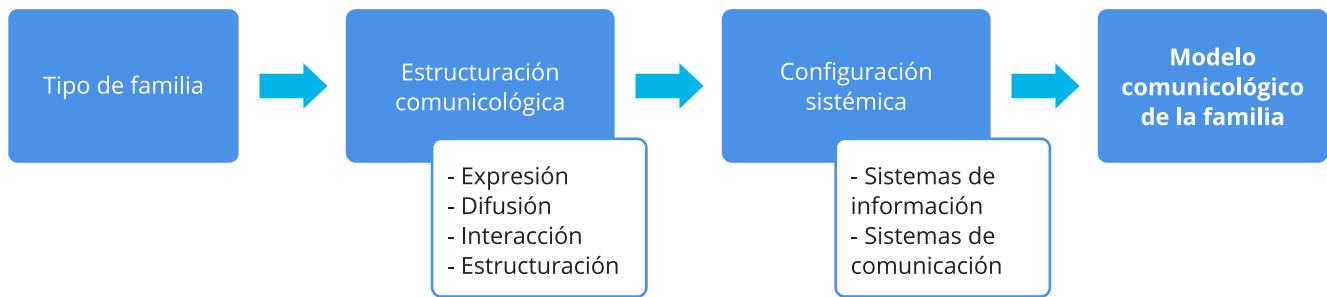 Tipo de familia
Estructuración
comunicológica
- Expresión
- Difusión
- Interacción
- Estructuración
Configuración
sistémica
- Sistemas de
información
- Sistemas de
comunicación
Modelo
comunicológico
de la familia